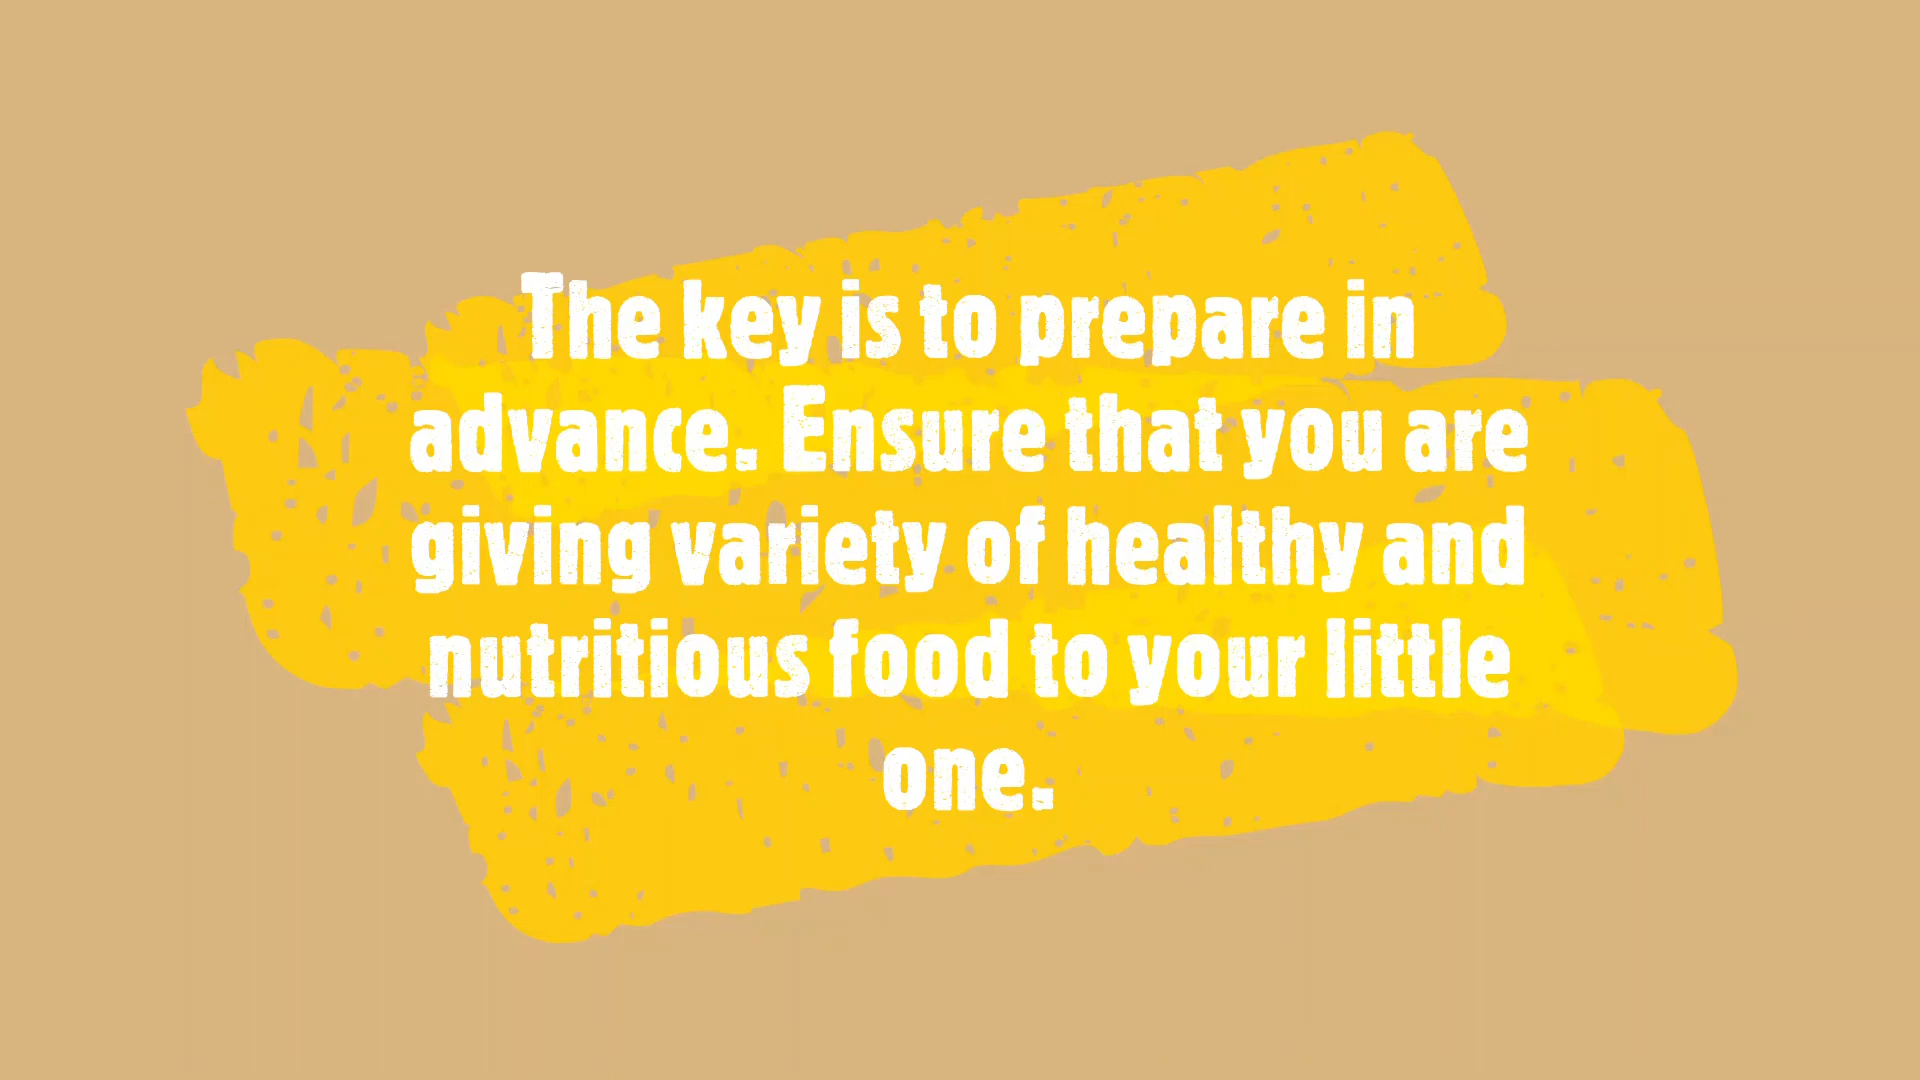 The key is to prepare in
advance. Ensure that you are
giving variety of healthy and
nutritious food to your little
one.